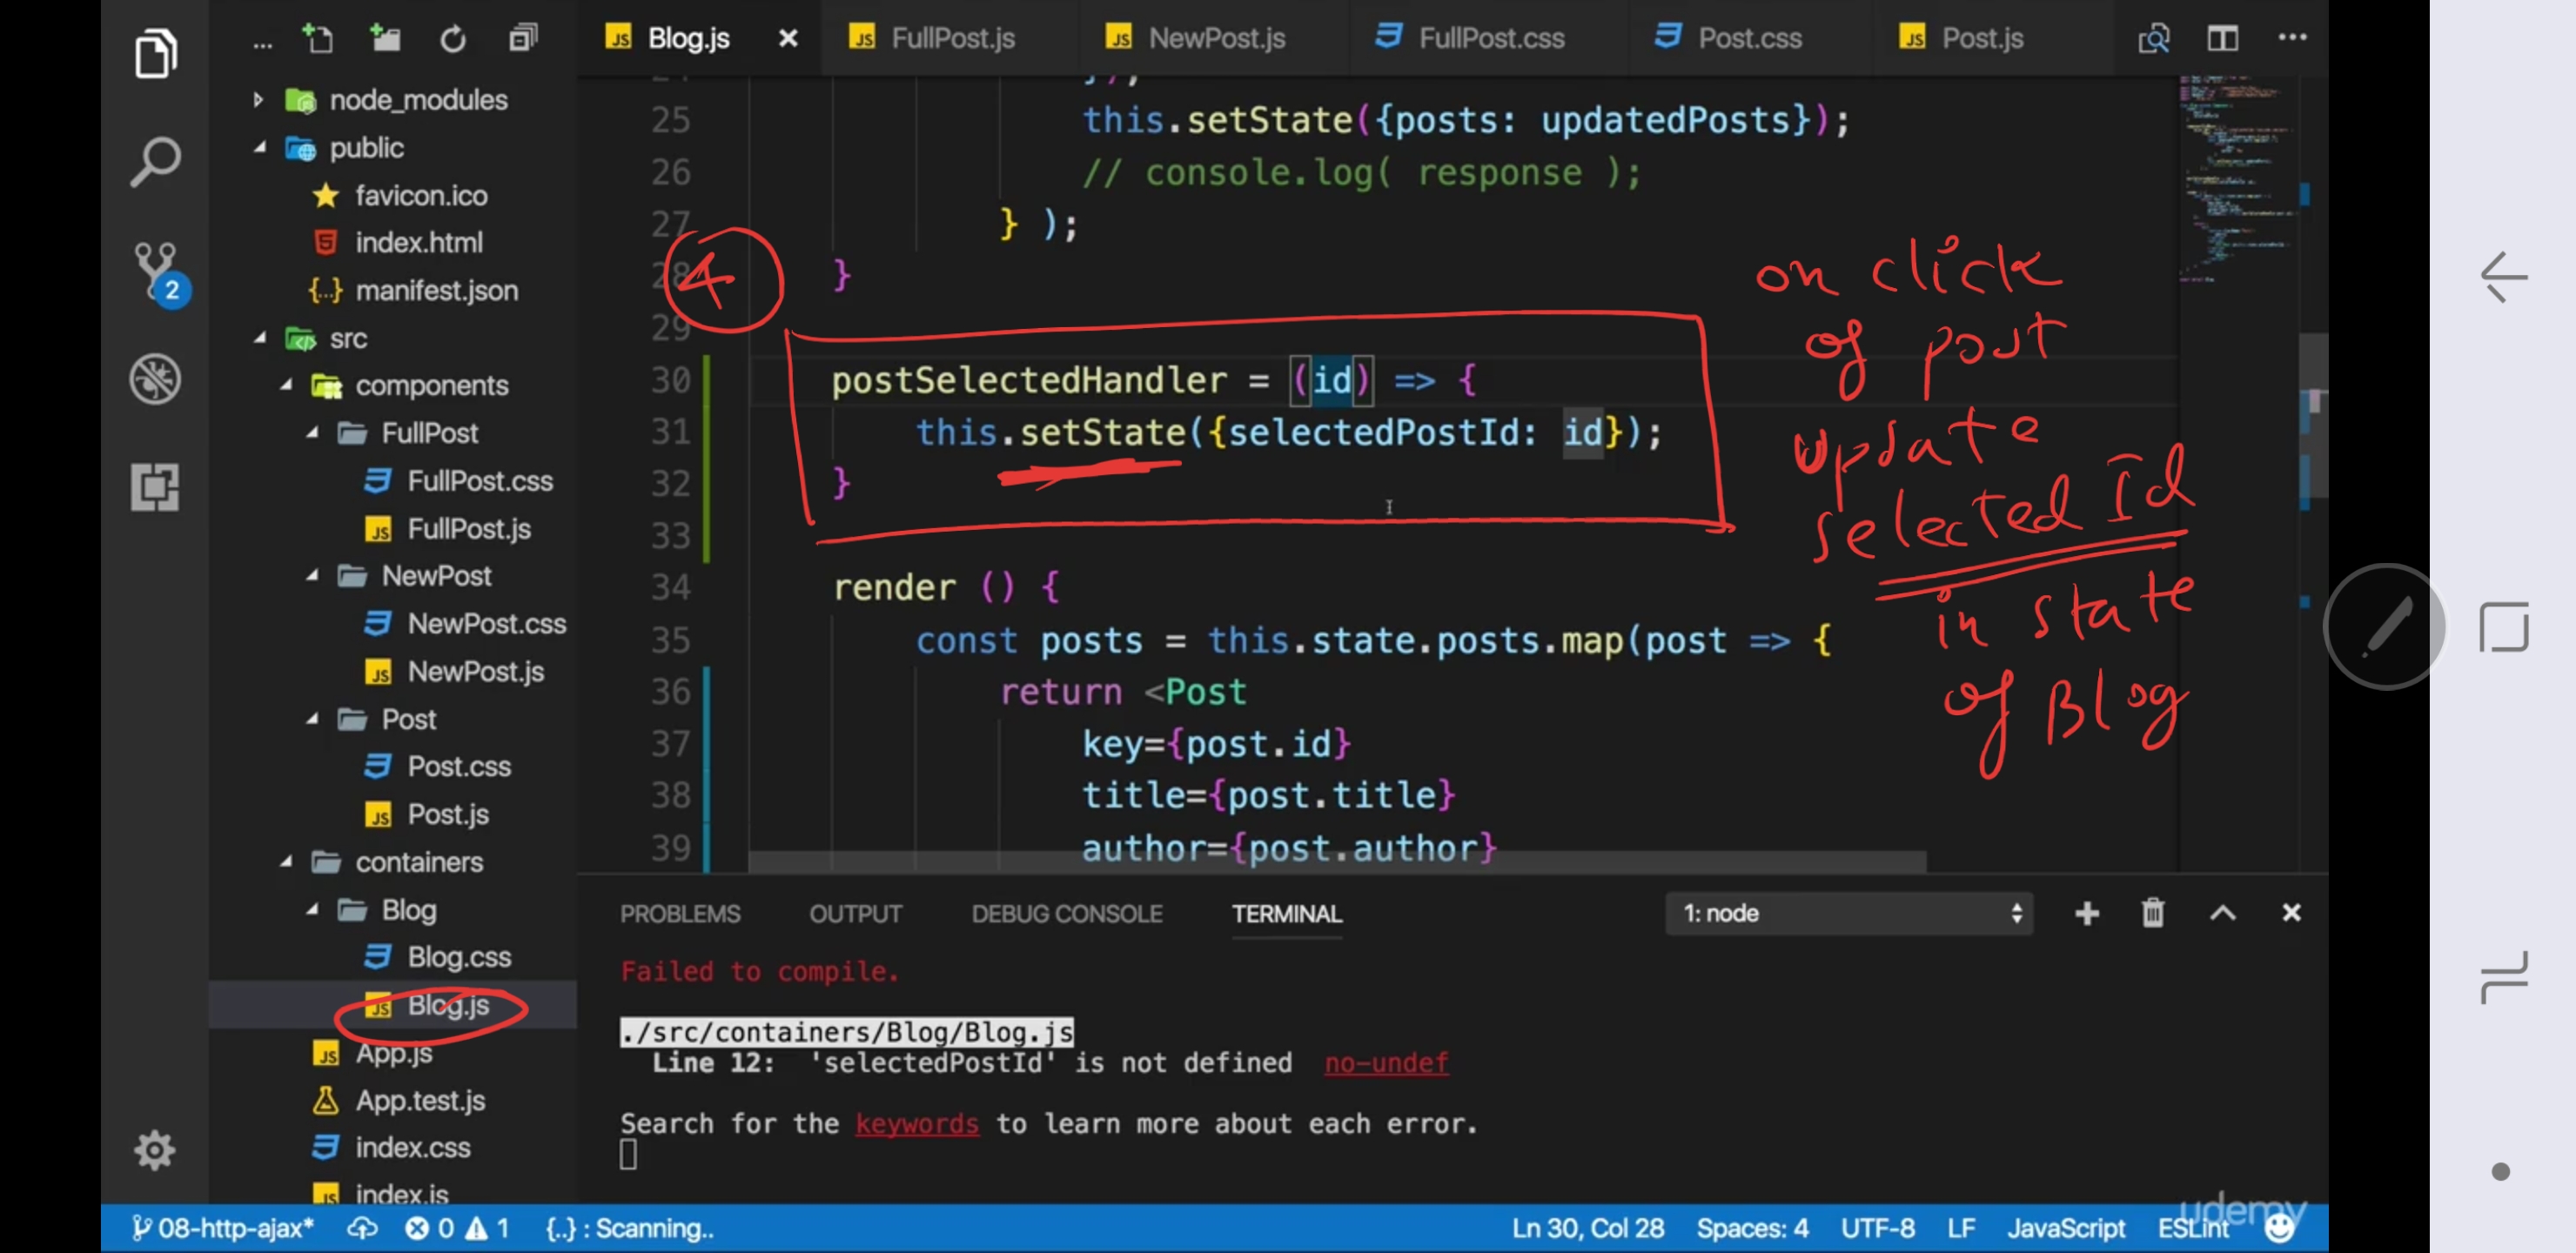 ...
Blog.js
FullPost.js
NewPost.js
FullPost.css
Post.css
Post.js
node_modules
public
favicon.ico
index.html
manifest.json
2
src
components
FullPost
FullPost.css
FullPost.js
NewPost
NewPost.css
NewPost.js
Post
Post.css
Post.js
containers
Blog
Blog.css
Blog.js
App.js
App.test.js
index.css
index.js
25 this.setState({posts: updatedPosts});
26 // console.log( response );
27 } );
28 }
29
30 postSelectedHandler = (id) => {
31 this.setState({selectedPostId: id});
32 }
33
34 render () {
35 const posts = this.state.posts.map(post => {
36 return <Post
37 key={post.id}
38 title={post.title}
39 author={post.author}
4
on click
of post
update
selected Id
in state
of Blog
PROBLEMS OUTPUT DEBUG CONSOLE TERMINAL 1: node
Failed to compile.
./src/containers/Blog/Blog.js
Line 12: 'selectedPostId' is not defined no-undef
Search for the keywords to learn more about each error.
08-http-ajax* 0 1 {..} : Scanning.. Ln 30, Col 28 Spaces: 4 UTF-8 LF JavaScript ESLint
udemy